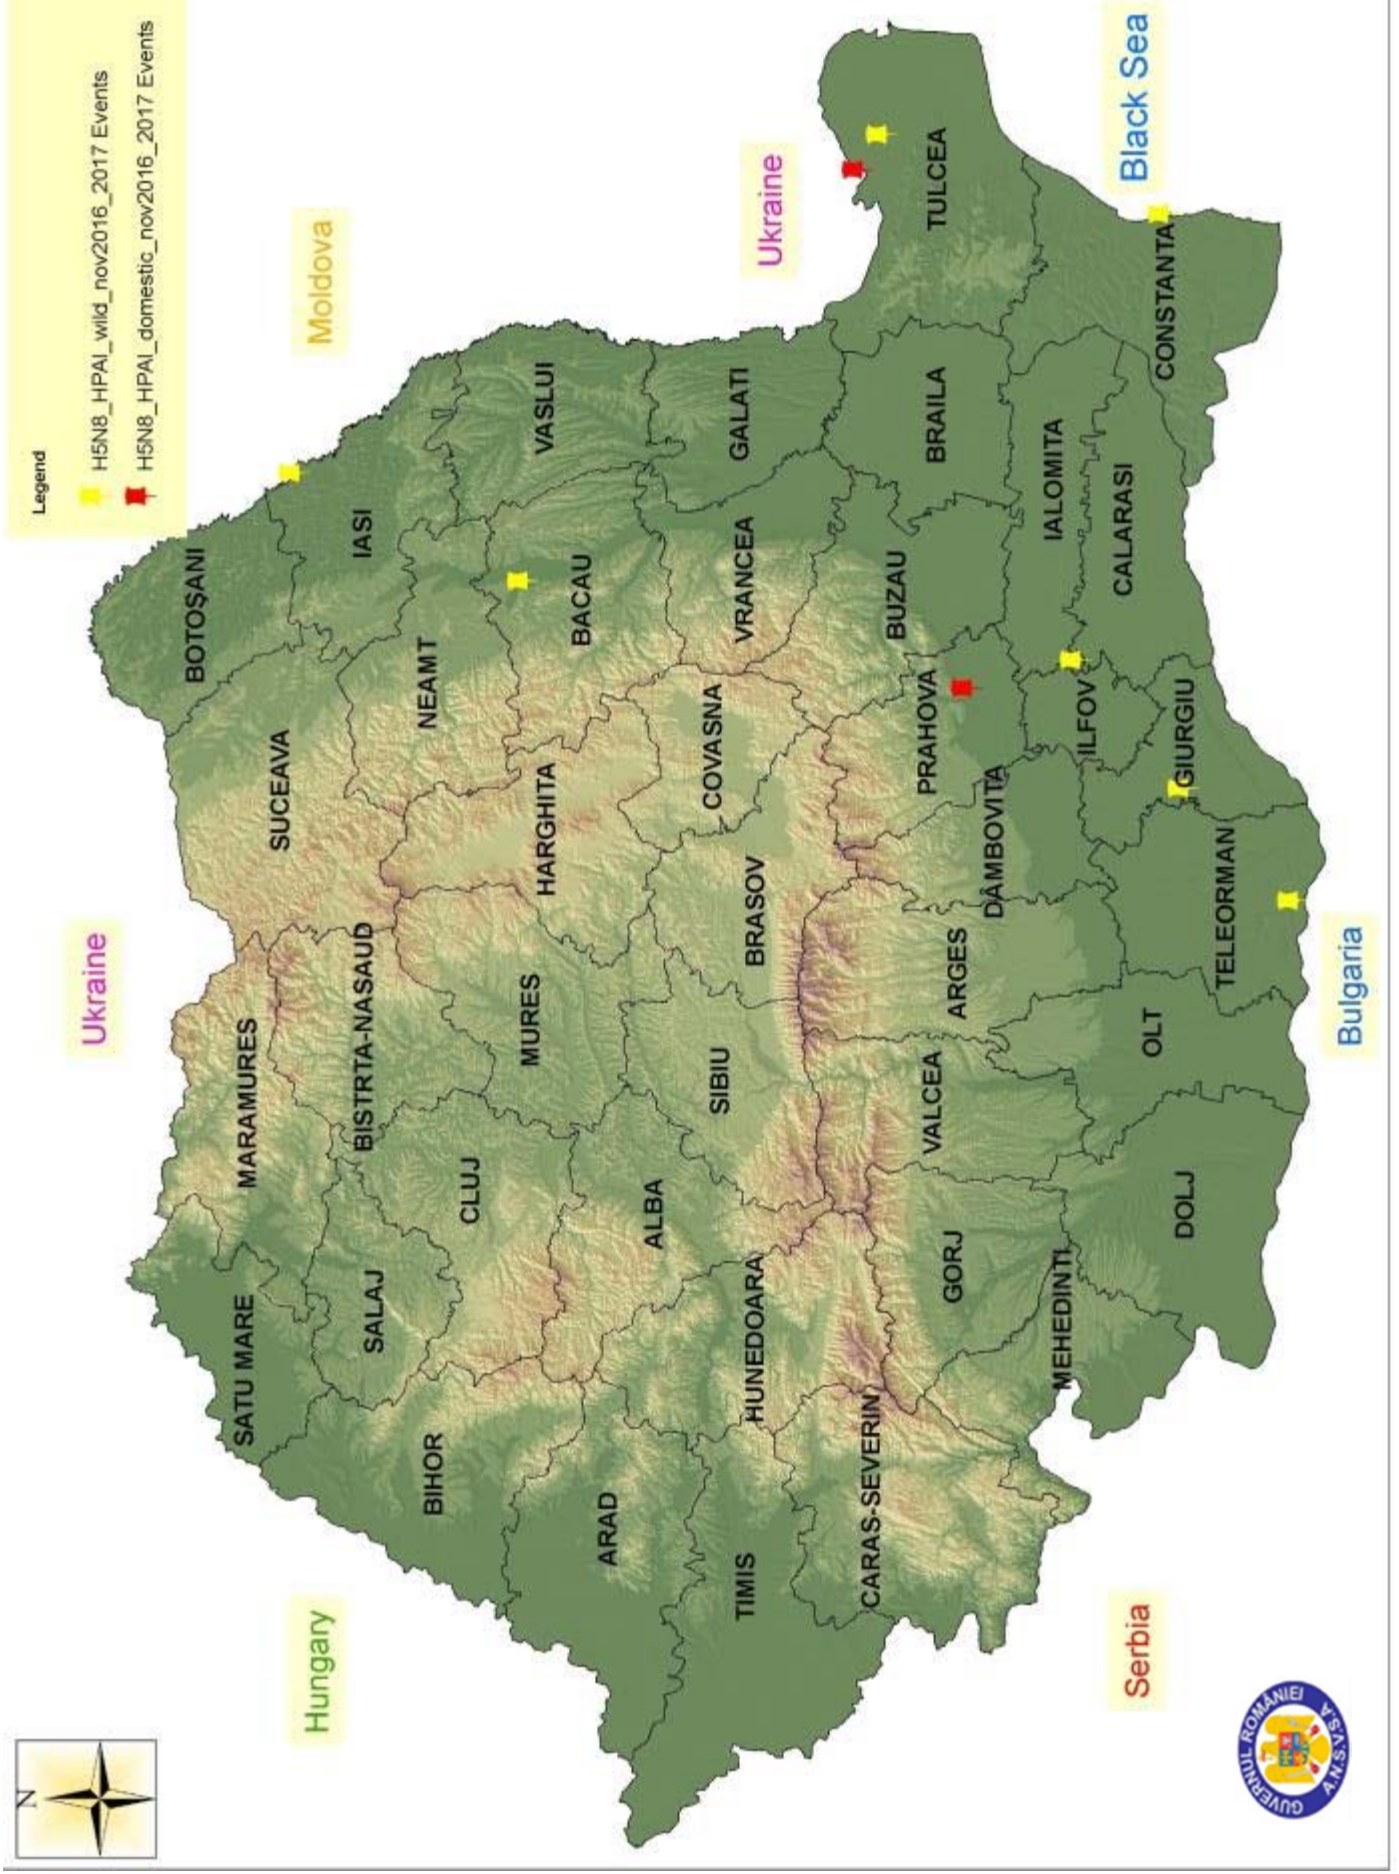 Legend
H5N8_HPAI_wild_nov2016_2017 Events
H5N8_HPAI_domestic_nov2016_2017 Events
N
Ukraine
Moldova
Hungary
Ukraine
Black Sea
Serbia
Bulgaria
BOTOŞANI
SUCEAVA
MARAMURES
SATU MARE
IASI
BISTRTA-NASAUD
SALAJ
NEAMT
CLUJ
BIHOR
VASLUI
BACAU
HARGHITA
MURES
ARAD
ALBA
GALATI
VRANCEA
COVASNA
BRASOV
SIBIU
HUNEDOARA
TIMIS
CARAS-SEVERIN
TULCEA
BRAILA
BUZAU
PRAHOVA
DÂMBOVITA
ARGES
VALCEA
GORJ
MEHEDINTI
IALOMITA
ILFOV
CALARASI
CONSTANTA
GIURGIU
TELEORMAN
OLT
DOLJ
GUVERNUL ROMÂNIEI
A.N.S.V.S.A